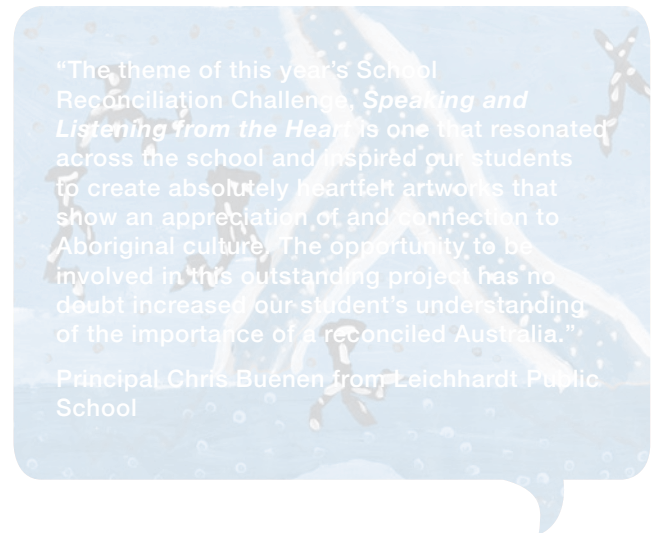 “The theme of this year’s School
Reconciliation Challenge, Speaking and
Listening from the Heart is one that resonated
across the school and inspired our students
to create absolutely heartfelt artworks that
show an appreciation of and connection to
Aboriginal culture. The opportunity to be
involved in this outstanding project has no
doubt increased our student’s understanding
of the importance of a reconciled Australia.”
Principal Chris Buenen from Leichhardt Public
School